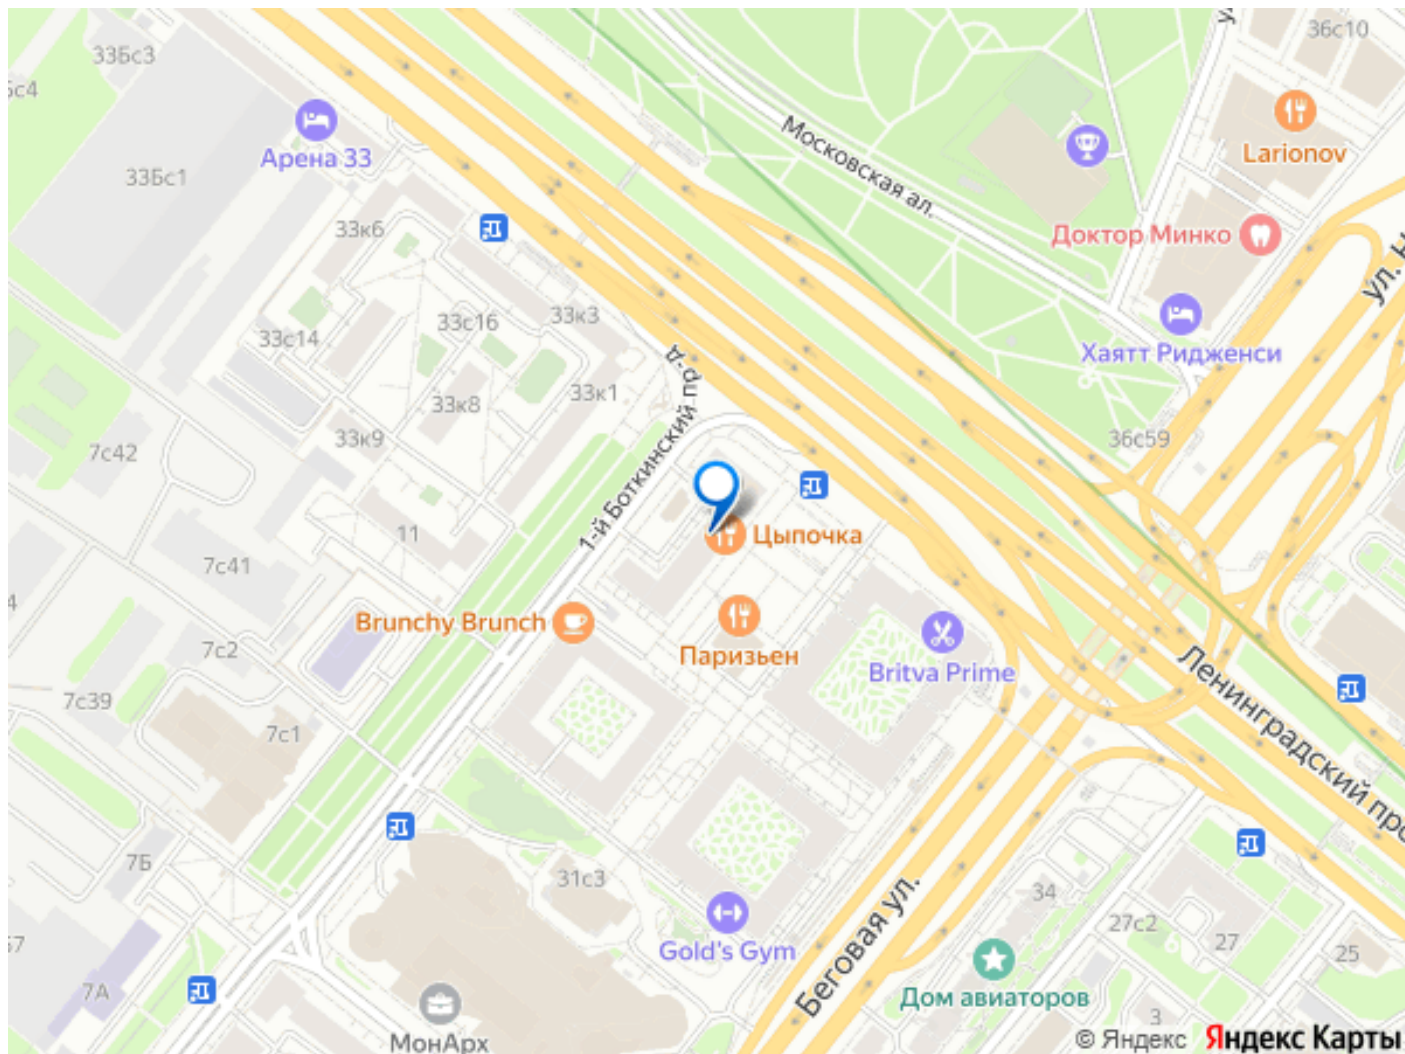 33Бс3
36с10
Larionov
Московская ал.
Арена 33
33Бс1
Доктор Минко
33к6
33с16
33к3
33с14
Хаятт Ридженси
33к8
33к1
33к9
36с59
7с42
1-й Боткинский пр-д
11
Цыпочка
7с41
Brunchy Brunch
7с2
Паризьен
Britva Prime
Ленинградский про
7с39
7с1
7Б
31с3
34
Gold's Gym
Беговая ул.
27с2
27
25
7А
Дом авиаторов
МонАрх
3
© Яндекс Яндекс Карты